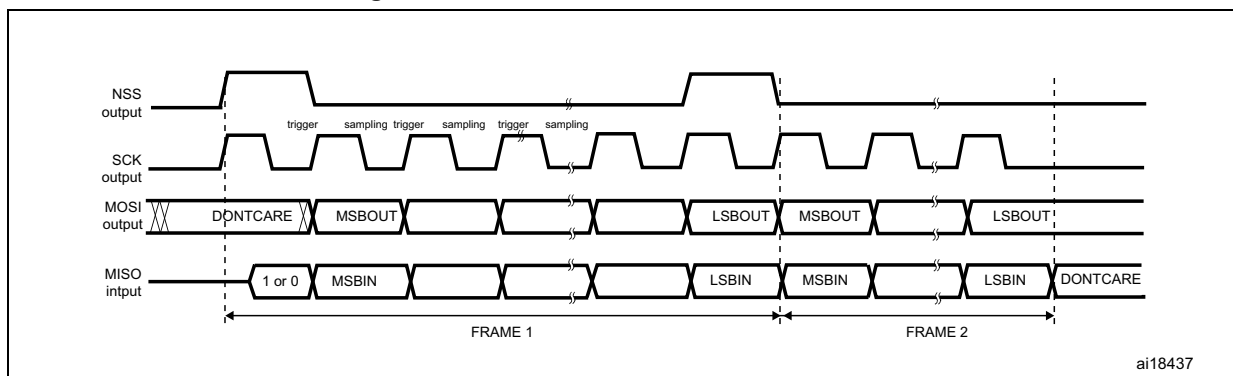 NSS
output
trigger sampling trigger sampling trigger sampling
SCK
output
MOSI
output
DONTCARE MSBOUT LSBOUT MSBOUT LSBOUT
MISO
intput
1 or 0 MSBIN LSBIN MSBIN LSBIN DONTCARE
FRAME 1 FRAME 2
ai18437